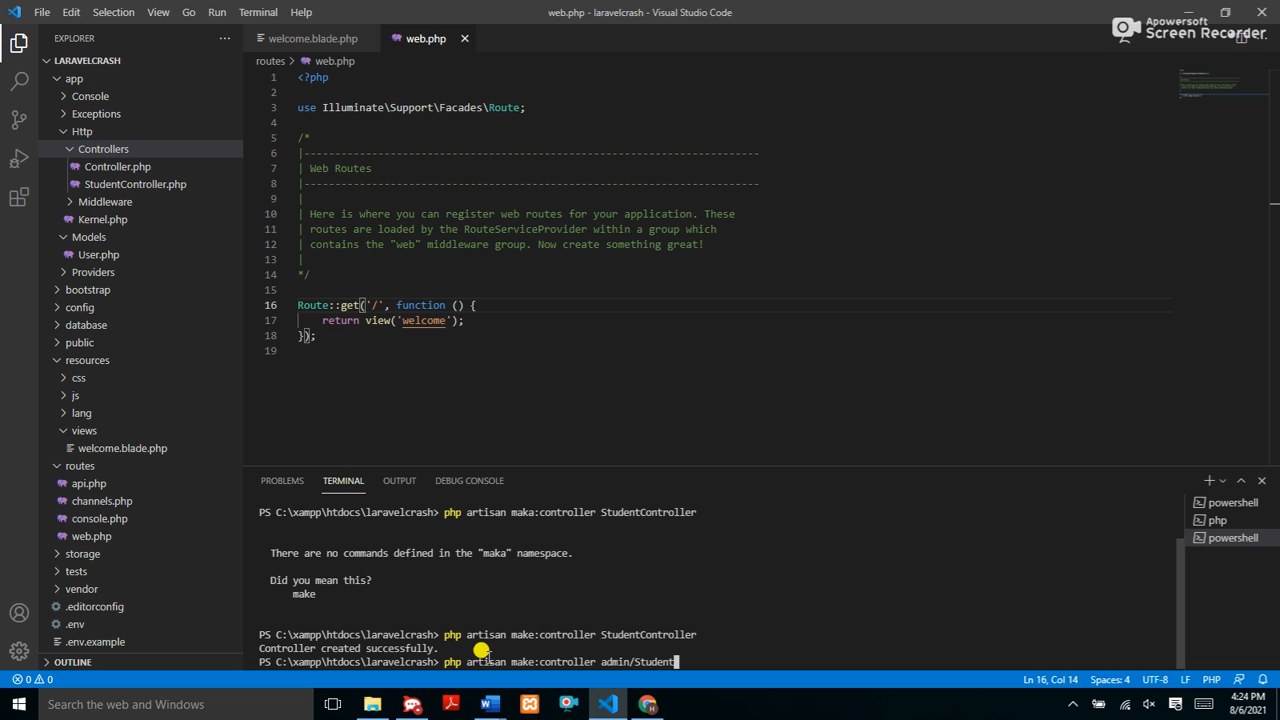 File Edit Selection View Go Run Terminal Help
web.php - laravelcrash - Visual Studio Code
Apowersoft
Screen Recorder
EXPLORER
welcome.blade.php
web.php
routes > web.php
LARAVELCRASH
app
Console
Exceptions
Http
Controllers
Controller.php
StudentController.php
Middleware
Kernel.php
Models
User.php
Providers
bootstrap
config
database
public
resources
css
js
lang
views
welcome.blade.php
routes
api.php
channels.php
console.php
web.php
storage
tests
vendor
.editorconfig
.env
.env.example
OUTLINE
1 <?php
2
3 use Illuminate\Support\Facades\Route;
4
5 /*
6 |--------------------------------------------------------------------------
7 | Web Routes
8 |--------------------------------------------------------------------------
9 |
10 | Here is where you can register web routes for your application. These
11 | routes are loaded by the RouteServiceProvider within a group which
12 | contains the "web" middleware group. Now create something great!
13 |
14 */
15
16 Route::get('/', function () {
17 return view('welcome');
18 });
19
PROBLEMS TERMINAL OUTPUT DEBUG CONSOLE
PS C:\xampp\htdocs\laravelcrash> php artisan maka:controller StudentController
There are no commands defined in the "maka" namespace.
Did you mean this?
make
PS C:\xampp\htdocs\laravelcrash> php artisan make:controller StudentController
Controller created successfully.
PS C:\xampp\htdocs\laravelcrash> php artisan make:controller admin/Student
powershell
php
powershell
0 0
Ln 16, Col 14 Spaces: 4 UTF-8 LF PHP
Search the web and Windows
4:24 PM
8/6/2021